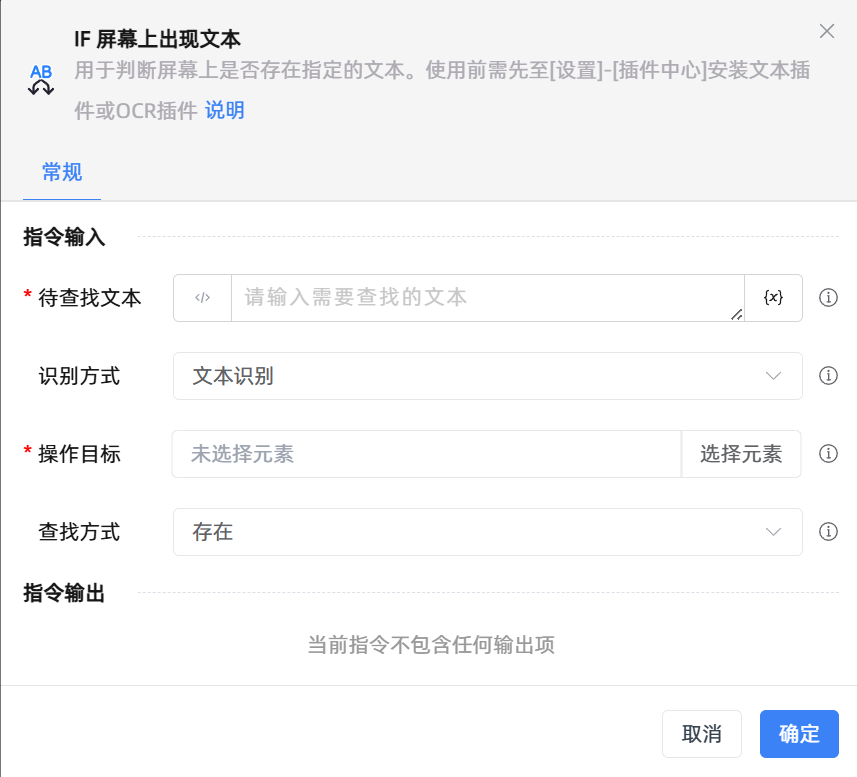 IF 屏幕上出现文本
AB
用于判断屏幕上是否存在指定的文本。使用前需先至[设置]-[插件中心]安装文本插
件或OCR插件 说明
常规
指令输入
* 待查找文本 </> 请输入需要查找的文本 {x}
识别方式 文本识别
* 操作目标 未选择元素 选择元素
查找方式 存在
指令输出
当前指令不包含任何输出项
取消 确定